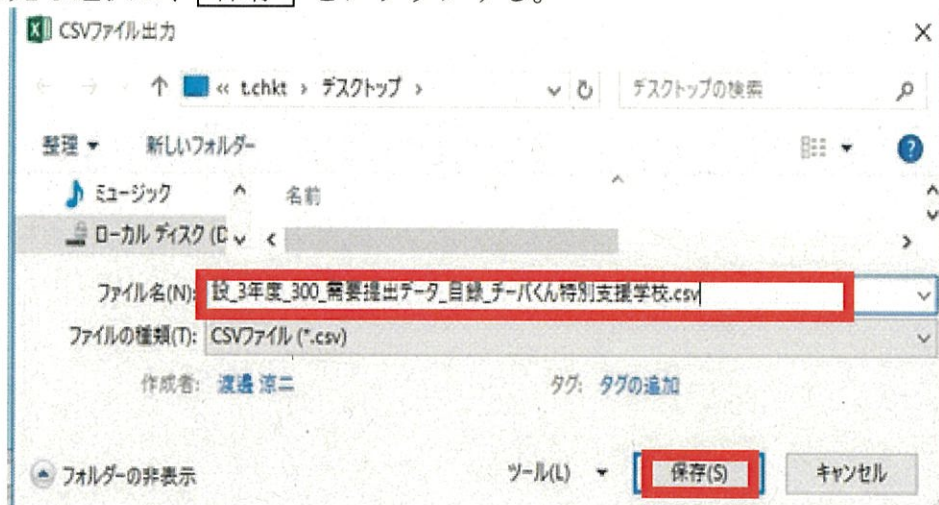 CSVファイル出力
↑ « t.chkt › デスクトップ › デスクトップの検索
整理 ▼ 新しいフォルダー
ミュージック 名前
ローカル ディスク (D
ファイル名(N): 設_3年度_300_需要提出データ_目録_チーバくん特別支援学校.csv
ファイルの種類(T): CSVファイル (*.csv)
作成者: 渡邊 涼二 タグ: タグの追加
フォルダーの非表示 ツール(L) ▼ 保存(S) キャンセル